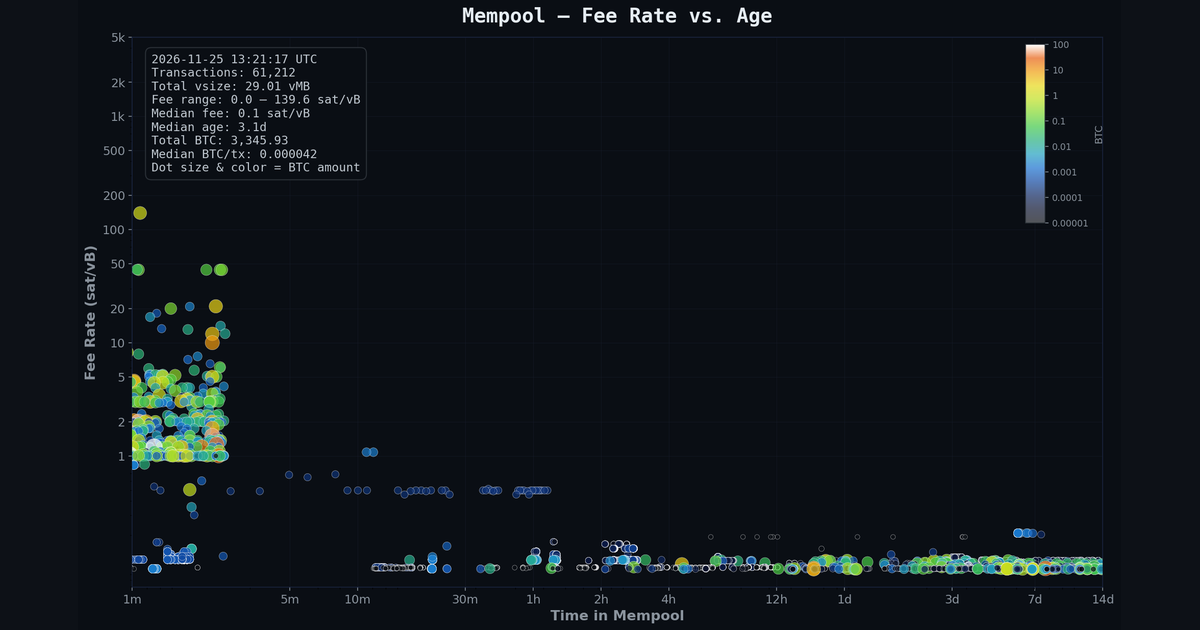 Mempool — Fee Rate vs. Age
2026-11-25 13:21:17 UTC
Transactions: 61,212
Total vsize: 29.01 vMB
Fee range: 0.0 – 139.6 sat/vB
Median fee: 0.1 sat/vB
Median age: 3.1d
Total BTC: 3,345.93
Median BTC/tx: 0.000042
Dot size & color = BTC amount
Fee Rate (sat/vB)
5k
2k
1k
500
200
100
50
20
10
5
2
1
100
10
1
0.1
0.01
0.001
0.0001
0.00001
BTC
1m 5m 10m 30m 1h 2h 4h 12h 1d 3d 7d 14d
Time in Mempool